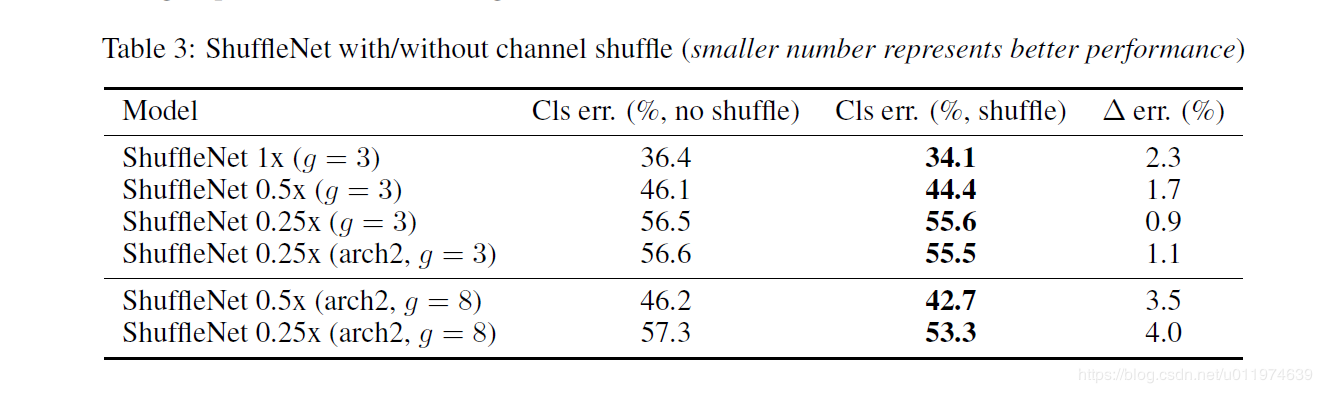 Table 3: ShuffleNet with/without channel shuffle (smaller number represents better performance)
Model Cls err. (%, no shuffle) Cls err. (%, shuffle) Δ err. (%)
ShuffleNet 1x (g = 3) 36.4 34.1 2.3
ShuffleNet 0.5x (g = 3) 46.1 44.4 1.7
ShuffleNet 0.25x (g = 3) 56.5 55.6 0.9
ShuffleNet 0.25x (arch2, g = 3) 56.6 55.5 1.1
ShuffleNet 0.5x (arch2, g = 8) 46.2 42.7 3.5
ShuffleNet 0.25x (arch2, g = 8) 57.3 53.3 4.0
https://blog.csdn.net/u011974639